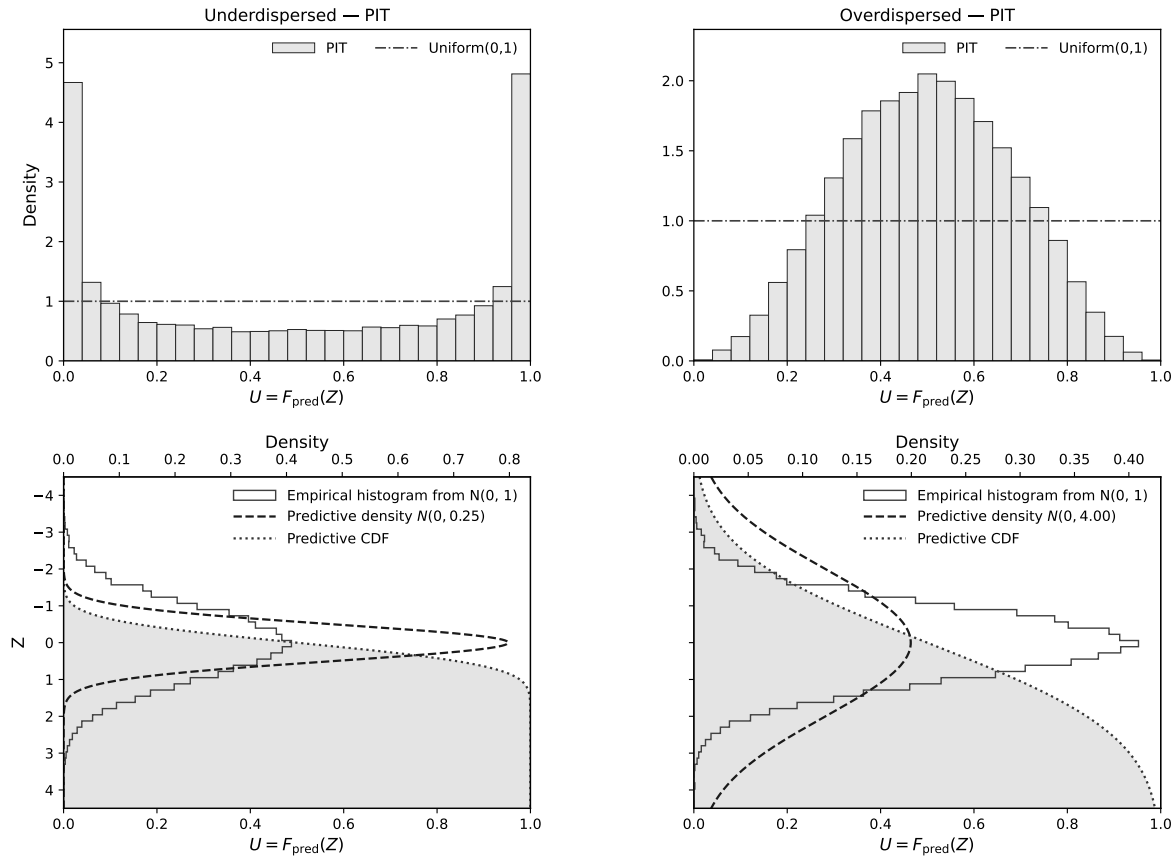 Underdispersed — PIT
PIT
Uniform(0,1)
5
4
3
2
1
0
Density
0.0 0.2 0.4 0.6 0.8 1.0
U = F_pred(Z)
Overdispersed — PIT
PIT
Uniform(0,1)
2.0
1.5
1.0
0.5
0.0
0.0 0.2 0.4 0.6 0.8 1.0
U = F_pred(Z)
Density
0.0 0.1 0.2 0.3 0.4 0.5 0.6 0.7 0.8
Empirical histogram from N(0, 1)
Predictive density N(0, 0.25)
Predictive CDF
−4
−3
−2
−1
0
1
2
3
4
Z
0.0 0.2 0.4 0.6 0.8 1.0
U = F_pred(Z)
Density
0.00 0.05 0.10 0.15 0.20 0.25 0.30 0.35 0.40
Empirical histogram from N(0, 1)
Predictive density N(0, 4.00)
Predictive CDF
0.0 0.2 0.4 0.6 0.8 1.0
U = F_pred(Z)